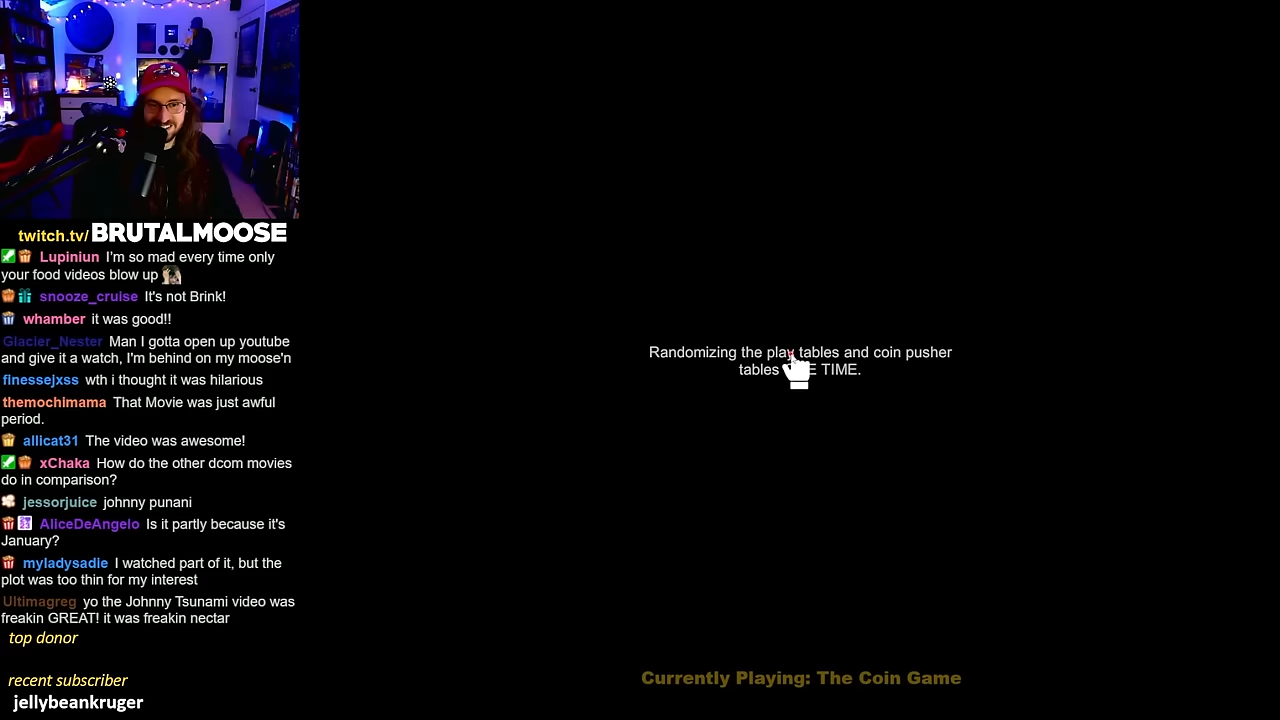 twitch.tv/BRUTALMOOSE
Lupiniun I'm so mad every time only
your food videos blow up
snooze_cruise It's not Brink!
whamber it was good!!
Glacier_Nester Man I gotta open up youtube
and give it a watch, I'm behind on my moose'n
finessejxss wth i thought it was hilarious
themochimama That Movie was just awful
period.
allicat31 The video was awesome!
xChaka How do the other dcom movies
do in comparison?
jessorjuice johnny punani
AliceDeAngelo Is it partly because it's
January?
myladysadie I watched part of it, but the
plot was too thin for my interest
Ultimagreg yo the Johnny Tsunami video was
freakin GREAT! it was freakin nectar
top donor
recent subscriber
jellybeankruger
Randomizing the play tables and coin pusher
tables TIME.
Currently Playing: The Coin Game